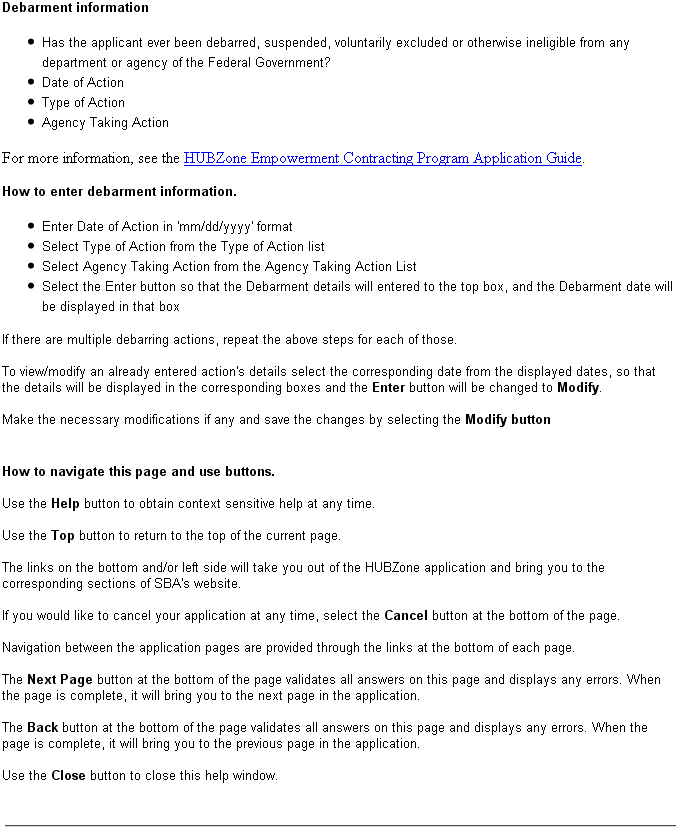 Debarment information
Has the applicant ever been debarred, suspended, voluntarily excluded or otherwise ineligible from any
department or agency of the Federal Government?
Date of Action
Type of Action
Agency Taking Action
For more information, see the HUBZone Empowerment Contracting Program Application Guide.
How to enter debarment information.
Enter Date of Action in 'mm/dd/yyyy' format
Select Type of Action from the Type of Action list
Select Agency Taking Action from the Agency Taking Action List
Select the Enter button so that the Debarment details will entered to the top box, and the Debarment date will
be displayed in that box
If there are multiple debarring actions, repeat the above steps for each of those.
To view/modify an already entered action's details select the corresponding date from the displayed dates, so that
the details will be displayed in the corresponding boxes and the Enter button will be changed to Modify.
Make the necessary modifications if any and save the changes by selecting the Modify button
How to navigate this page and use buttons.
Use the Help button to obtain context sensitive help at any time.
Use the Top button to return to the top of the current page.
The links on the bottom and/or left side will take you out of the HUBZone application and bring you to the
corresponding sections of SBA's website.
If you would like to cancel your application at any time, select the Cancel button at the bottom of the page.
Navigation between the application pages are provided through the links at the bottom of each page.
The Next Page button at the bottom of the page validates all answers on this page and displays any errors. When
the page is complete, it will bring you to the next page in the application.
The Back button at the bottom of the page validates all answers on this page and displays any errors. When the
page is complete, it will bring you to the previous page in the application.
Use the Close button to close this help window.